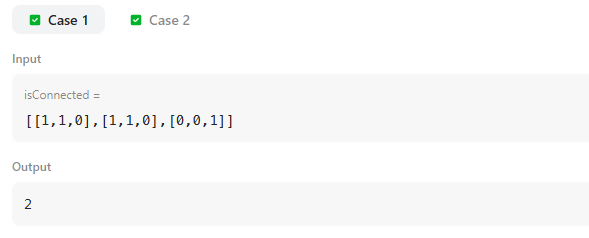 Case 1 Case 2
Input
isConnected =
[[1,1,0],[1,1,0],[0,0,1]]
Output
2